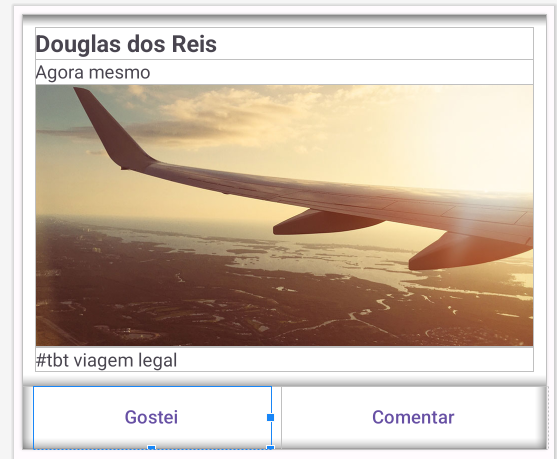 Douglas dos Reis
Agora mesmo
#tbt viagem legal
Gostei
Comentar